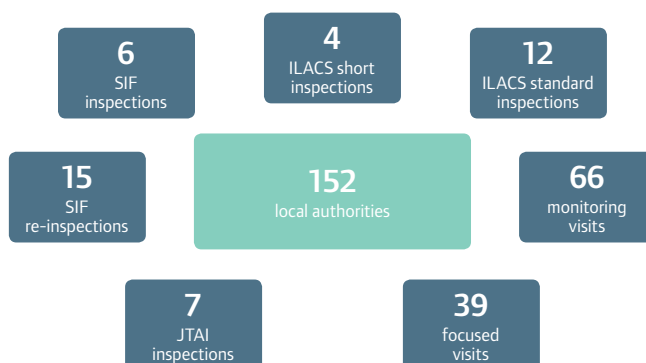 6
SIF
inspections
4
ILACS short
inspections
12
ILACS standard
inspections
15
SIF
re-inspections
152
local authorities
66
monitoring
visits
7
JTAI
inspections
39
focused
visits